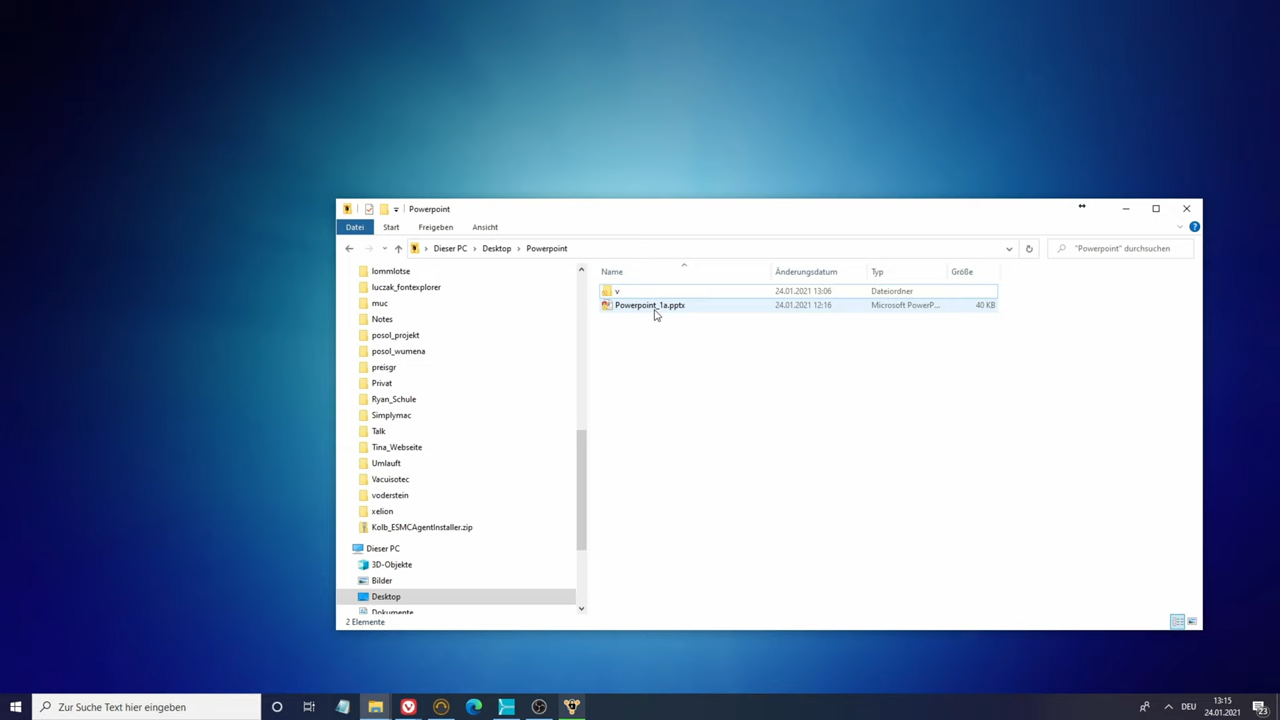 Powerpoint
Datei Start Freigeben Ansicht
Dieser PC Desktop Powerpoint "Powerpoint" durchsuchen
Name Änderungsdatum Typ Größe
v 24.01.2021 13:06 Dateiordner
Powerpoint_1a.pptx 24.01.2021 12:16 Microsoft PowerP... 40 KB
lommlotse
luczak_fontexplorer
muc
Notes
posol_projekt
posol_wumena
preisgr
Privat
Ryan_Schule
Simplymac
Talk
Tina_Webseite
Umlauft
Vacuisotec
voderstein
xelion
Kolb_ESMCAgentInstaller.zip
Dieser PC
3D-Objekte
Bilder
Desktop
Dokumente
2 Elemente
Zur Suche Text hier eingeben
DEU
13:15
24.01.2021
23